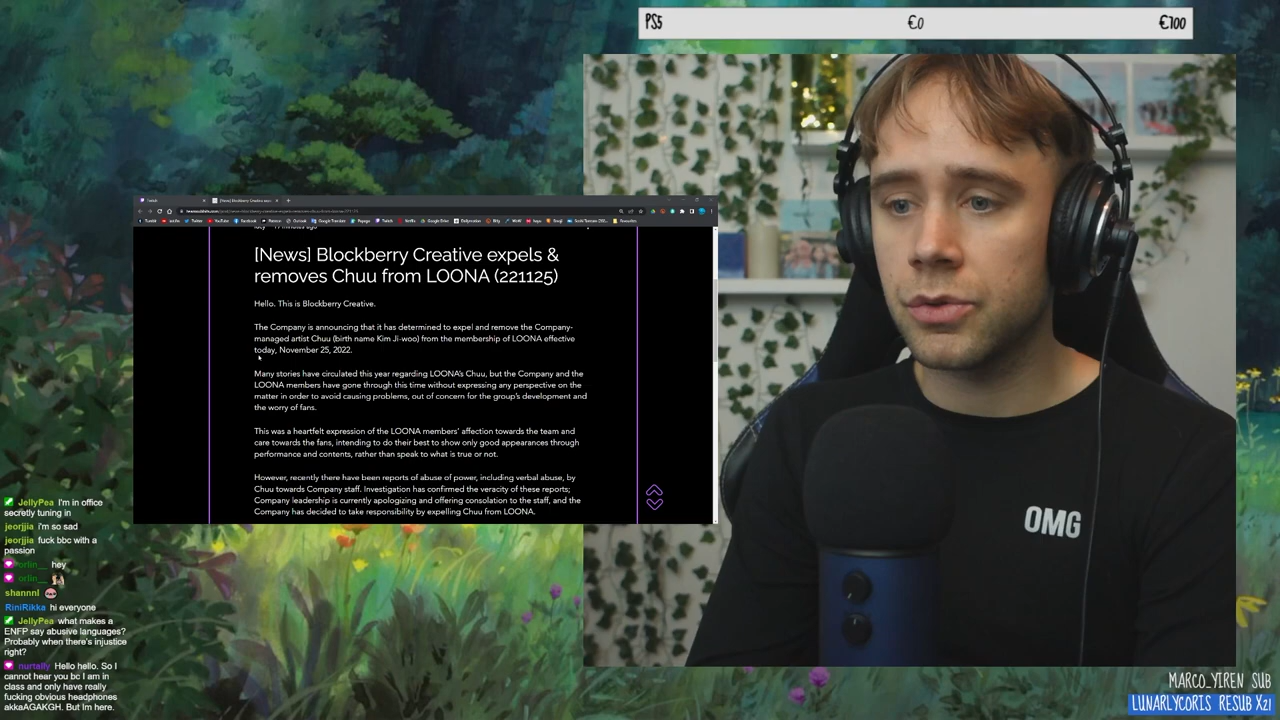 PS5
€0
€100
[News] Blockberry Creative expels &
removes Chuu from LOONA (221125)
Hello. This is Blockberry Creative.
The Company is announcing that it has determined to expel and remove the Company-
managed artist Chuu (birth name Kim Ji-woo) from the membership of LOONA effective
today, November 25, 2022.
Many stories have circulated this year regarding LOONA's Chuu, but the Company and the
LOONA members have gone through this time without expressing any perspective on the
matter in order to avoid causing problems, out of concern for the group's development and
the worry of fans.
This was a heartfelt expression of the LOONA members' affection towards the team and
care towards the fans, intending to do their best to show only good appearances through
performance and contents, rather than speak to what is true or not.
However, recently there have been reports of abuse of power, including verbal abuse, by
Chuu towards Company staff. Investigation has confirmed the veracity of these reports;
Company leadership is currently apologizing and offering consolation to the staff, and the
Company has decided to take responsibility by expelling Chuu from LOONA.
JellyPea I'm in office
secretly tuning in
jeorjjia i'm so sad
jeorjjia fuck bbc with a
passion
orlin__ hey
orlin__
shannnl
RiniRikka hi everyone
JellyPea what makes a
ENFP say abusive languages?
Probably when there's injustice
right?
nurtally Hello hello. So I
cannot hear you bc I am in
class and only have really
fucking obvious headphones
akkaAGAKGH. But Im here.
OMG
MARCO_YIREN SUB
LUNARLYCORIS RESUB X21